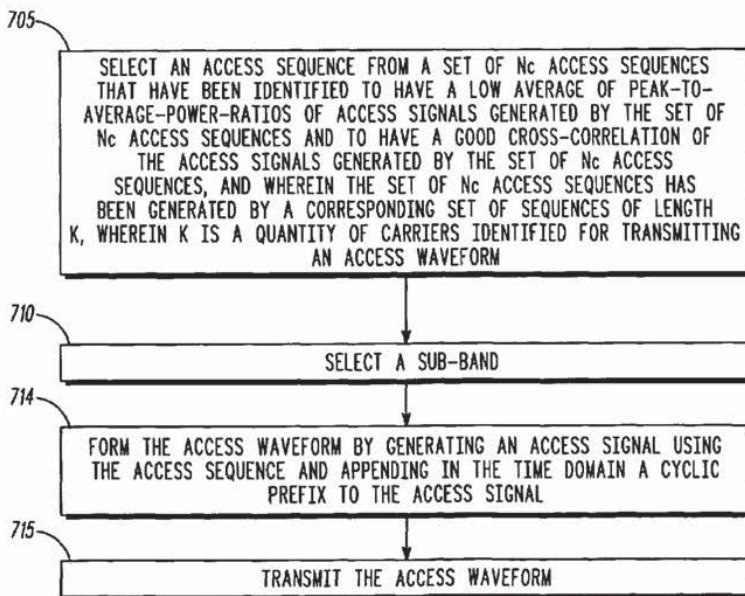 705
SELECT AN ACCESS SEQUENCE FROM A SET OF Nc ACCESS SEQUENCES
THAT HAVE BEEN IDENTIFIED TO HAVE A LOW AVERAGE OF PEAK-TO-
AVERAGE-POWER-RATIOS OF ACCESS SIGNALS GENERATED BY THE SET OF
Nc ACCESS SEQUENCES AND TO HAVE A GOOD CROSS-CORRELATION OF
THE ACCESS SIGNALS GENERATED BY THE SET OF Nc ACCESS
SEQUENCES, AND WHEREIN THE SET OF Nc ACCESS SEQUENCES HAS
BEEN GENERATED BY A CORRESPONDING SET OF SEQUENCES OF LENGTH
K, WHEREIN K IS A QUANTITY OF CARRIERS IDENTIFIED FOR TRANSMITTING
AN ACCESS WAVEFORM
710
SELECT A SUB-BAND
714
FORM THE ACCESS WAVEFORM BY GENERATING AN ACCESS SIGNAL USING
THE ACCESS SEQUENCE AND APPENDING IN THE TIME DOMAIN A CYCLIC
PREFIX TO THE ACCESS SIGNAL
715
TRANSMIT THE ACCESS WAVEFORM